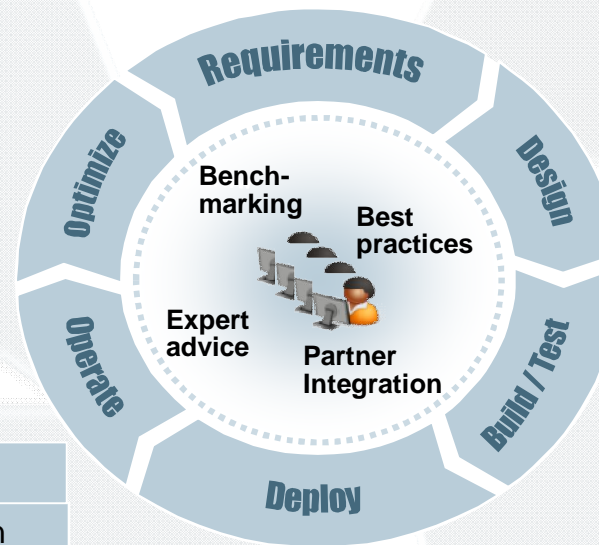 Requirements
Design
Build / Test
Deploy
Operate
Optimize
Bench-
marking
Best
practices
Expert
advice
Partner
Integration
n